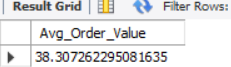 Result Grid Filter Rows:
Avg_Order_Value
38.307262295081635